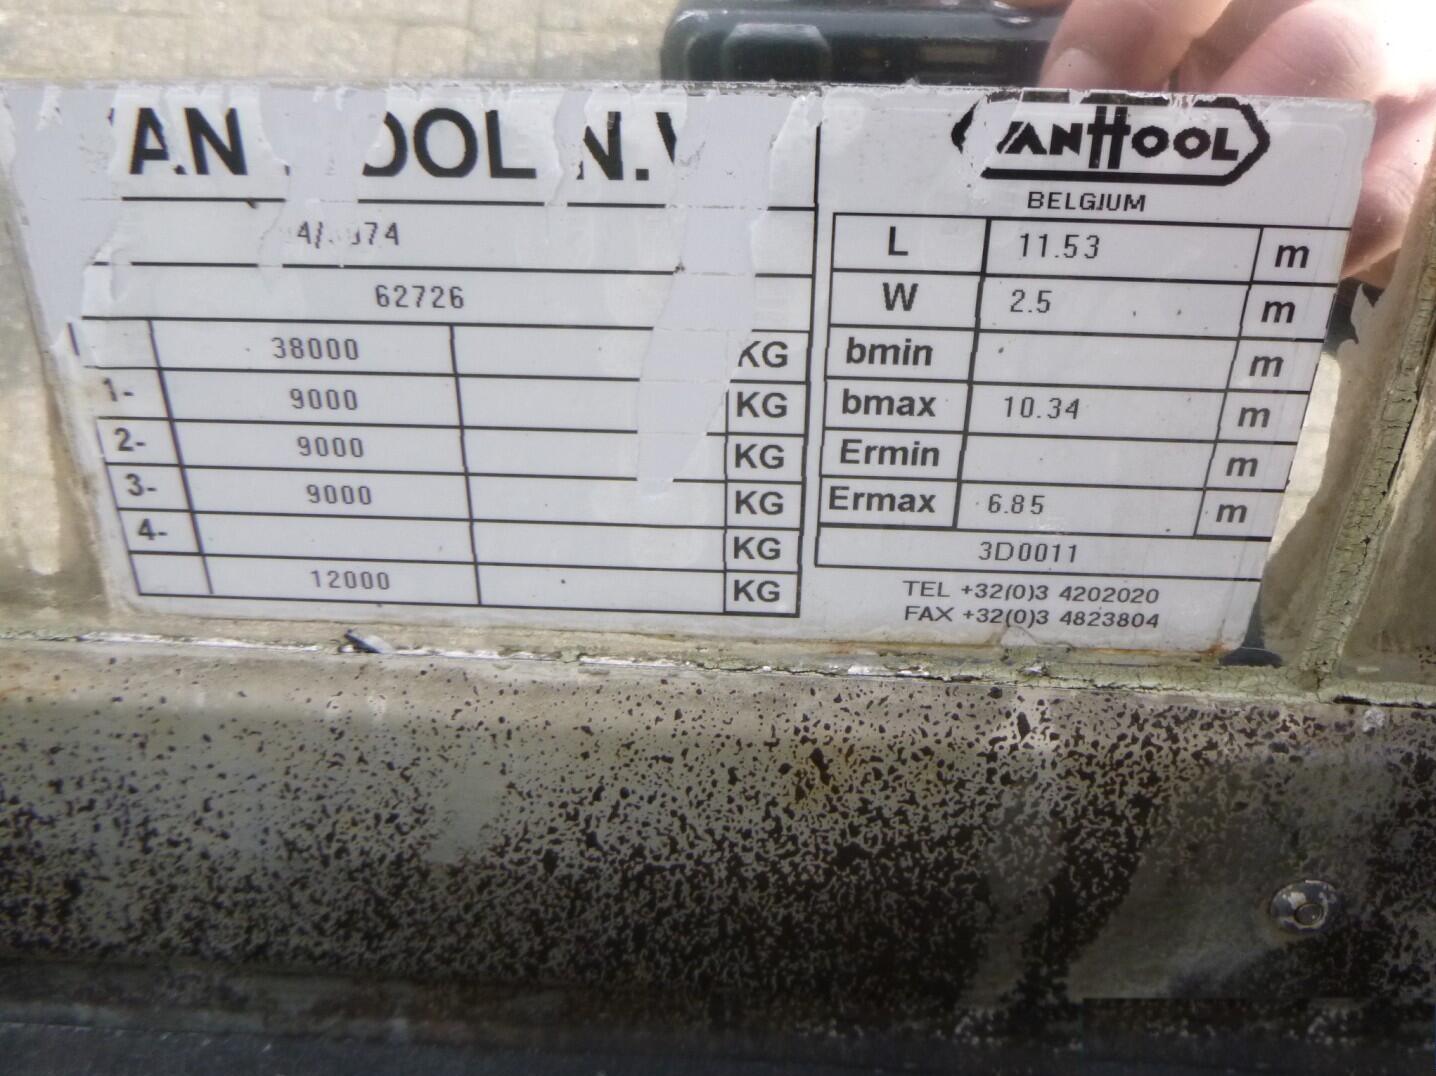 AN OOL N.V
62726
38000 KG
1- 9000 KG
2- 9000 KG
3- 9000 KG
4- KG
12000 KG
VANHOOL
BELGIUM
L 11.53 m
W 2.5 m
bmin m
bmax 10.34 m
Ermin m
Ermax 6.85 m
3D0011
TEL +32(0)3 4202020
FAX +32(0)3 4823804